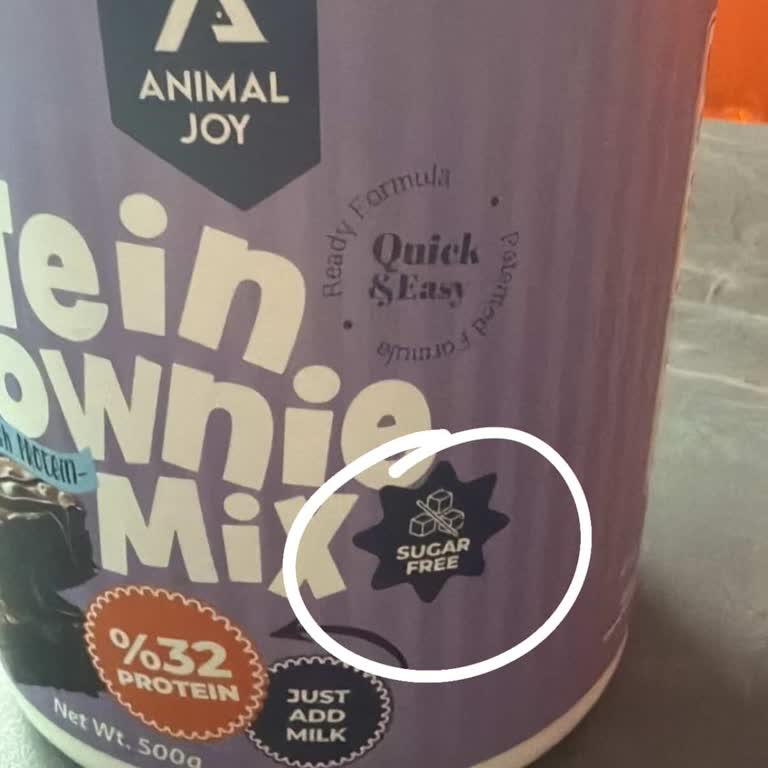 ANIMAL
JOY
Ready Formula
Patented Formula
Quick
&Easy
tein
ownie
Mix
SUGAR
FREE
%32
PROTEIN
JUST
ADD
MILK
Net Wt. 500g